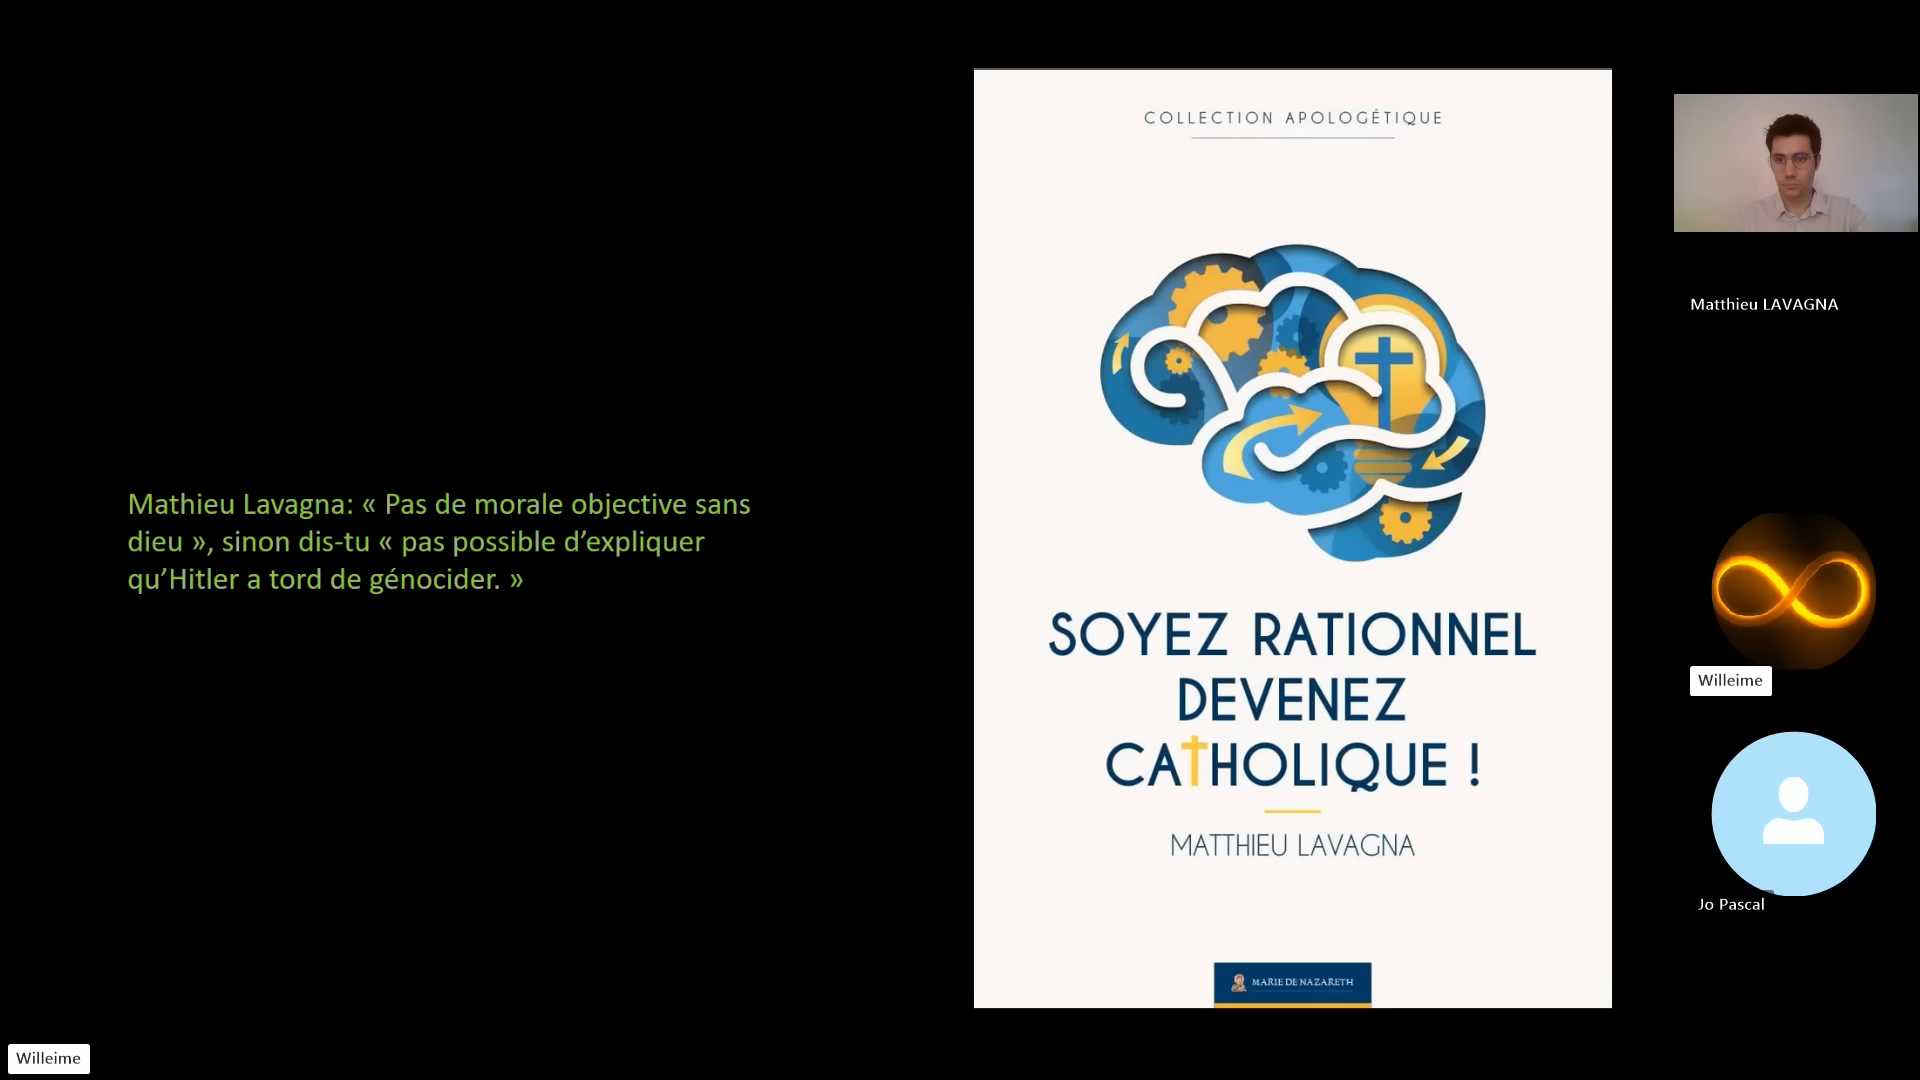 Mathieu Lavagna: « Pas de morale objective sans
dieu », sinon dis-tu « pas possible d’expliquer
qu’Hitler a tord de génocider. »
COLLECTION APOLOGÉTIQUE
SOYEZ RATIONNEL
DEVENEZ
CATHOLIQUE !
MATTHIEU LAVAGNA
MARIE DE NAZARETH
Matthieu LAVAGNA
Willeime
Jo Pascal
Willeime